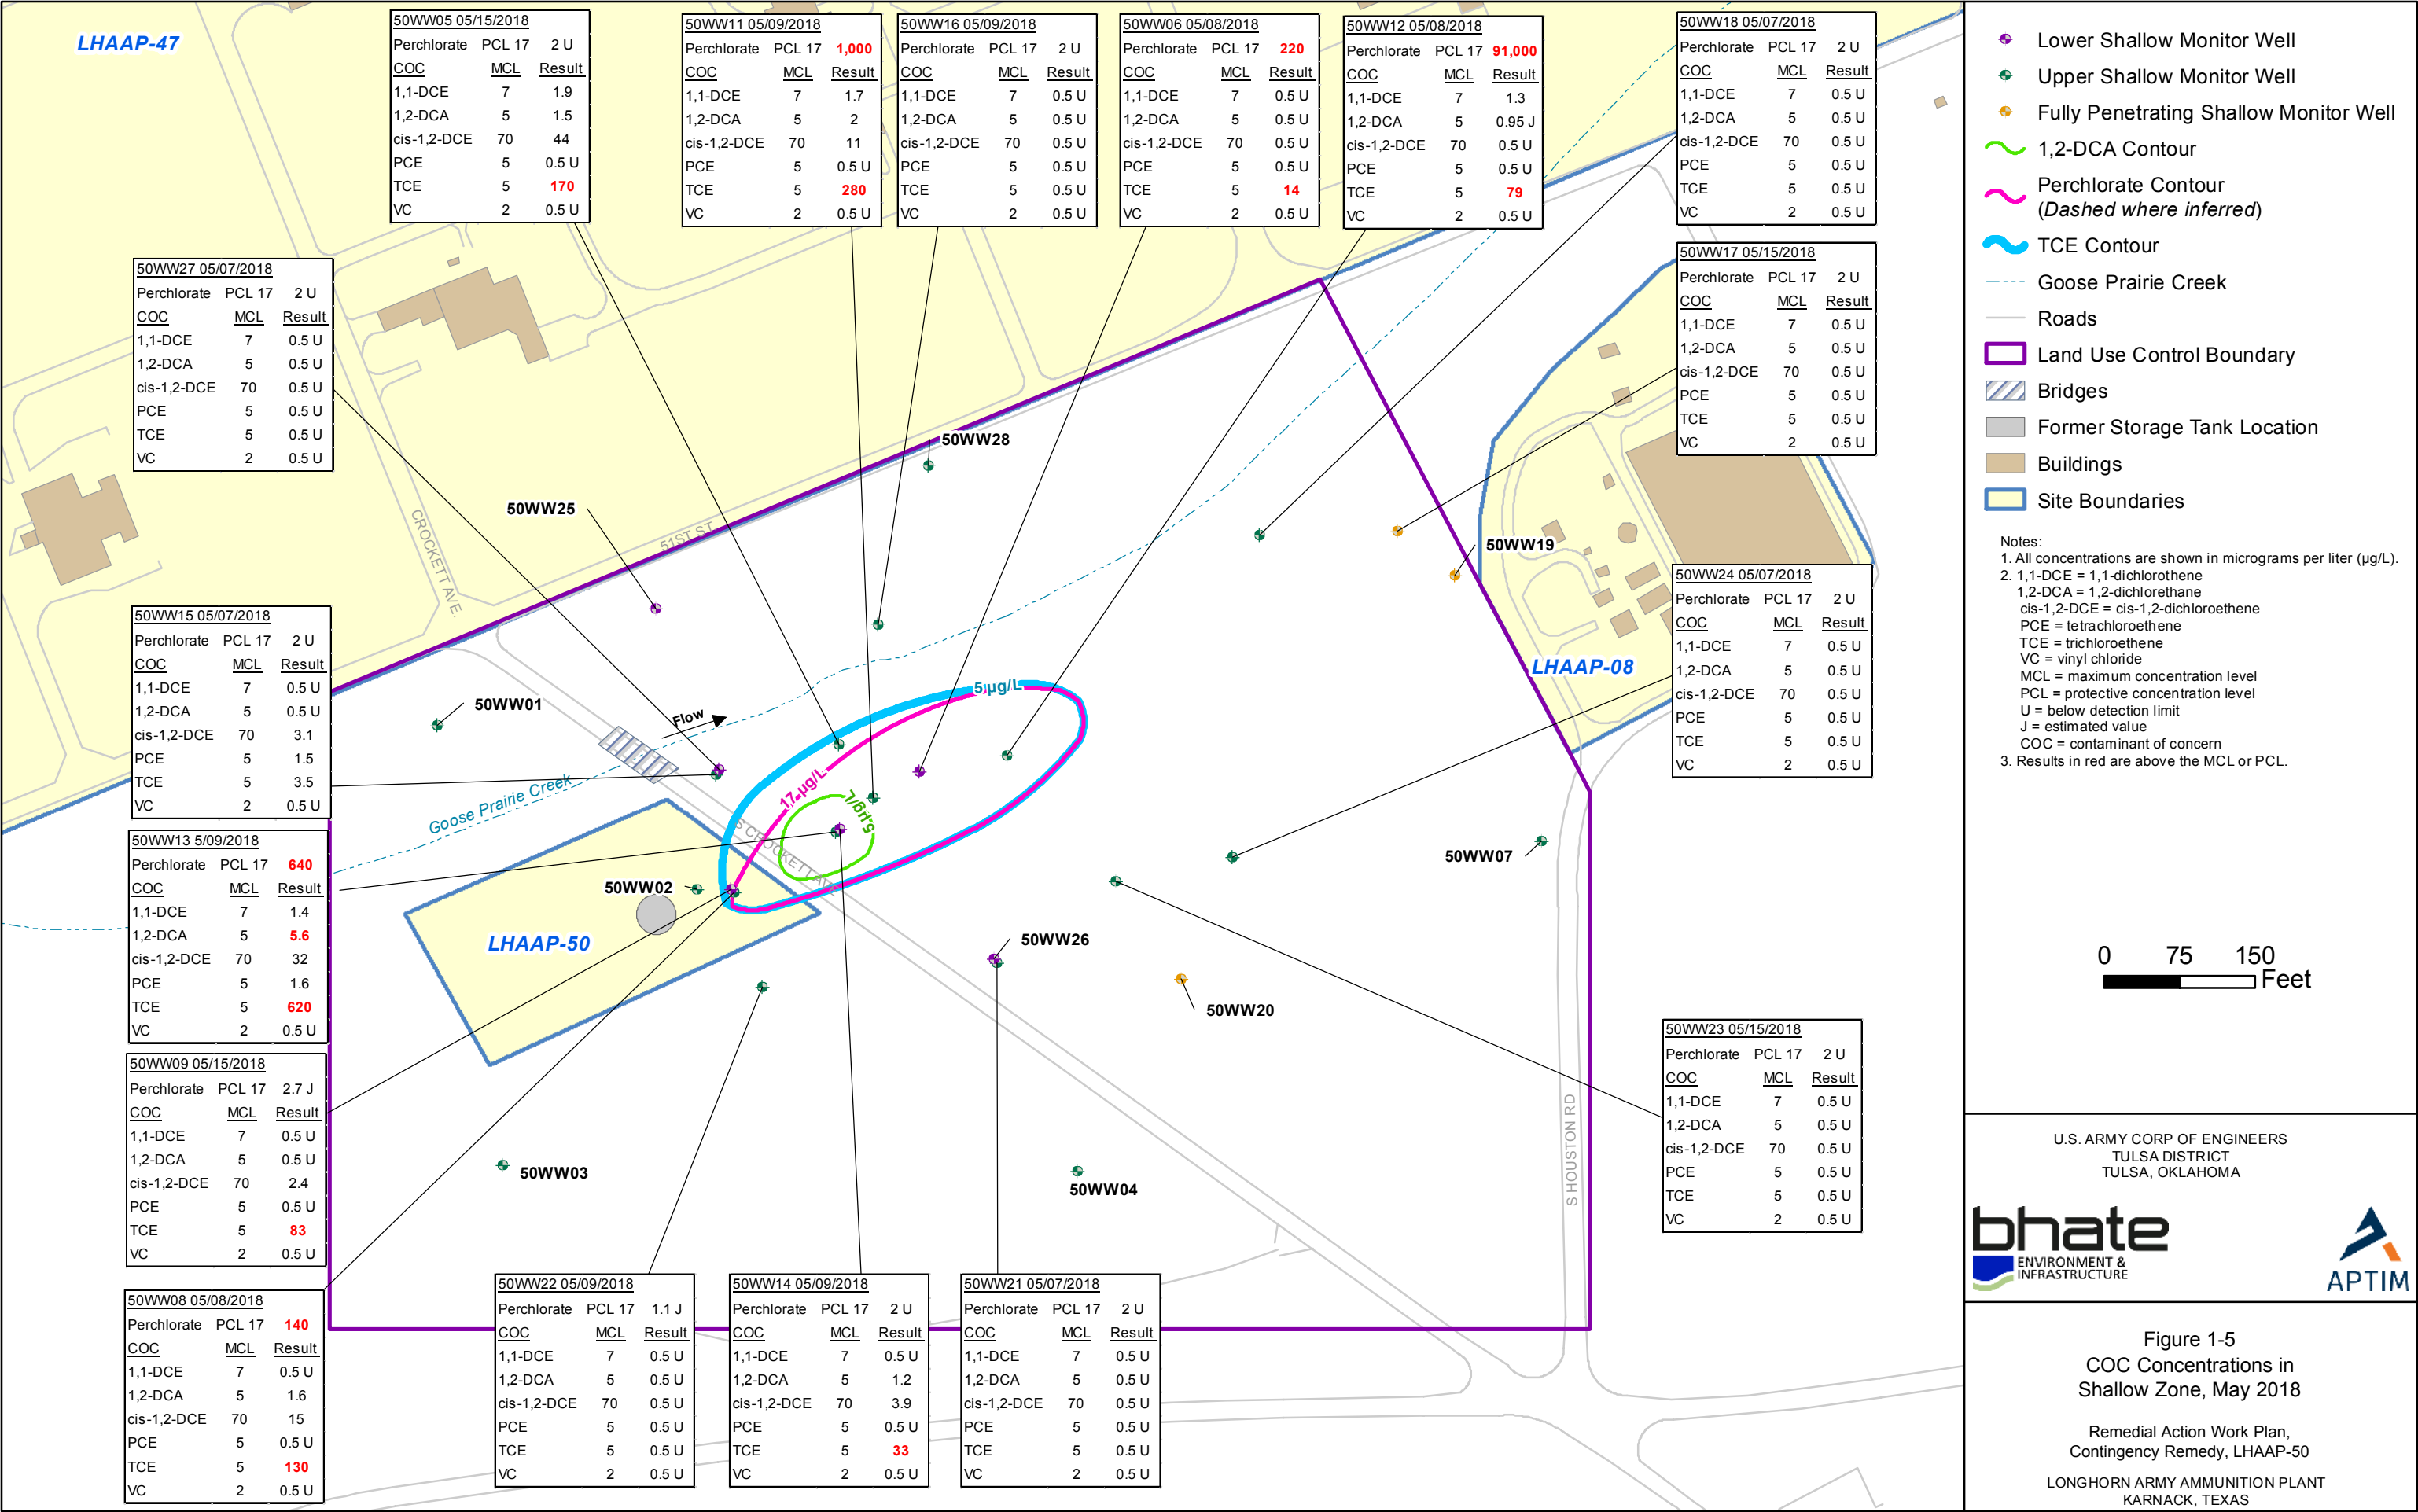 LHAAP-47
50WW05 05/15/2018
Perchlorate PCL 17 2 U
COC MCL Result
1,1-DCE 7 1.9
1,2-DCA 5 1.5
cis-1,2-DCE 70 44
PCE 5 0.5 U
TCE 5 170
VC 2 0.5 U
50WW11 05/09/2018
Perchlorate PCL 17 1,000
COC MCL Result
1,1-DCE 7 1.7
1,2-DCA 5 2
cis-1,2-DCE 70 11
PCE 5 0.5 U
TCE 5 280
VC 2 0.5 U
50WW16 05/09/2018
Perchlorate PCL 17 2 U
COC MCL Result
1,1-DCE 7 0.5 U
1,2-DCA 5 0.5 U
cis-1,2-DCE 70 0.5 U
PCE 5 0.5 U
TCE 5 0.5 U
VC 2 0.5 U
50WW06 05/08/2018
Perchlorate PCL 17 220
COC MCL Result
1,1-DCE 7 0.5 U
1,2-DCA 5 0.5 U
cis-1,2-DCE 70 0.5 U
PCE 5 0.5 U
TCE 5 14
VC 2 0.5 U
50WW12 05/08/2018
Perchlorate PCL 17 91,000
COC MCL Result
1,1-DCE 7 1.3
1,2-DCA 5 0.95 J
cis-1,2-DCE 70 0.5 U
PCE 5 0.5 U
TCE 5 79
VC 2 0.5 U
50WW18 05/07/2018
Perchlorate PCL 17 2 U
COC MCL Result
1,1-DCE 7 0.5 U
1,2-DCA 5 0.5 U
cis-1,2-DCE 70 0.5 U
PCE 5 0.5 U
TCE 5 0.5 U
VC 2 0.5 U
50WW27 05/07/2018
Perchlorate PCL 17 2 U
COC MCL Result
1,1-DCE 7 0.5 U
1,2-DCA 5 0.5 U
cis-1,2-DCE 70 0.5 U
PCE 5 0.5 U
TCE 5 0.5 U
VC 2 0.5 U
50WW17 05/15/2018
Perchlorate PCL 17 2 U
COC MCL Result
1,1-DCE 7 0.5 U
1,2-DCA 5 0.5 U
cis-1,2-DCE 70 0.5 U
PCE 5 0.5 U
TCE 5 0.5 U
VC 2 0.5 U
50WW28
50WW25
51ST ST
CROCKETT AVE.
50WW19
50WW24 05/07/2018
Perchlorate PCL 17 2 U
COC MCL Result
1,1-DCE 7 0.5 U
1,2-DCA 5 0.5 U
cis-1,2-DCE 70 0.5 U
PCE 5 0.5 U
TCE 5 0.5 U
VC 2 0.5 U
50WW15 05/07/2018
Perchlorate PCL 17 2 U
COC MCL Result
1,1-DCE 7 0.5 U
1,2-DCA 5 0.5 U
cis-1,2-DCE 70 3.1
PCE 5 1.5
TCE 5 3.5
VC 2 0.5 U
LHAAP-08
50WW01
Flow
5 µg/L
17 µg/L
5 µg/L
Goose Prairie Creek
S CROCKETT AVE
50WW13 5/09/2018
Perchlorate PCL 17 640
COC MCL Result
1,1-DCE 7 1.4
1,2-DCA 5 5.6
cis-1,2-DCE 70 32
PCE 5 1.6
TCE 5 620
VC 2 0.5 U
50WW07
50WW02
LHAAP-50
50WW26
50WW20
50WW09 05/15/2018
Perchlorate PCL 17 2.7 J
COC MCL Result
1,1-DCE 7 0.5 U
1,2-DCA 5 0.5 U
cis-1,2-DCE 70 2.4
PCE 5 0.5 U
TCE 5 83
VC 2 0.5 U
50WW23 05/15/2018
Perchlorate PCL 17 2 U
COC MCL Result
1,1-DCE 7 0.5 U
1,2-DCA 5 0.5 U
cis-1,2-DCE 70 0.5 U
PCE 5 0.5 U
TCE 5 0.5 U
VC 2 0.5 U
50WW03
50WW04
S HOUSTON RD
50WW08 05/08/2018
Perchlorate PCL 17 140
COC MCL Result
1,1-DCE 7 0.5 U
1,2-DCA 5 1.6
cis-1,2-DCE 70 15
PCE 5 0.5 U
TCE 5 130
VC 2 0.5 U
50WW22 05/09/2018
Perchlorate PCL 17 1.1 J
COC MCL Result
1,1-DCE 7 0.5 U
1,2-DCA 5 0.5 U
cis-1,2-DCE 70 0.5 U
PCE 5 0.5 U
TCE 5 0.5 U
VC 2 0.5 U
50WW14 05/09/2018
Perchlorate PCL 17 2 U
COC MCL Result
1,1-DCE 7 0.5 U
1,2-DCA 5 1.2
cis-1,2-DCE 70 3.9
PCE 5 0.5 U
TCE 5 33
VC 2 0.5 U
50WW21 05/07/2018
Perchlorate PCL 17 2 U
COC MCL Result
1,1-DCE 7 0.5 U
1,2-DCA 5 0.5 U
cis-1,2-DCE 70 0.5 U
PCE 5 0.5 U
TCE 5 0.5 U
VC 2 0.5 U
Lower Shallow Monitor Well
Upper Shallow Monitor Well
Fully Penetrating Shallow Monitor Well
1,2-DCA Contour
Perchlorate Contour
(Dashed where inferred)
TCE Contour
Goose Prairie Creek
Roads
Land Use Control Boundary
Bridges
Former Storage Tank Location
Buildings
Site Boundaries
Notes:
1. All concentrations are shown in micrograms per liter (µg/L).
2. 1,1-DCE = 1,1-dichlorothene
1,2-DCA = 1,2-dichlorethane
cis-1,2-DCE = cis-1,2-dichloroethene
PCE = tetrachloroethene
TCE = trichloroethene
VC = vinyl chloride
MCL = maximum concentration level
PCL = protective concentration level
U = below detection limit
J = estimated value
COC = contaminant of concern
3. Results in red are above the MCL or PCL.
0 75 150
Feet
U.S. ARMY CORP OF ENGINEERS
TULSA DISTRICT
TULSA, OKLAHOMA
bhate
ENVIRONMENT &
INFRASTRUCTURE
APTIM
Figure 1-5
COC Concentrations in
Shallow Zone, May 2018
Remedial Action Work Plan,
Contingency Remedy, LHAAP-50
LONGHORN ARMY AMMUNITION PLANT
KARNACK, TEXAS